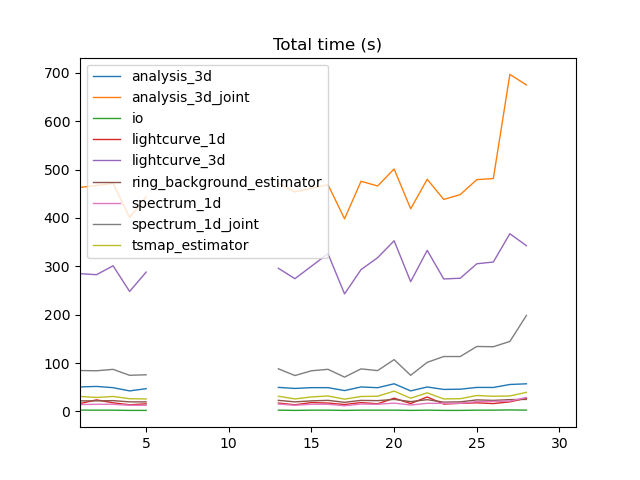 Total time (s)
700
600
500
400
300
200
100
0
analysis_3d
analysis_3d_joint
io
lightcurve_1d
lightcurve_3d
ring_background_estimator
spectrum_1d
spectrum_1d_joint
tsmap_estimator
5 10 15 20 25 30